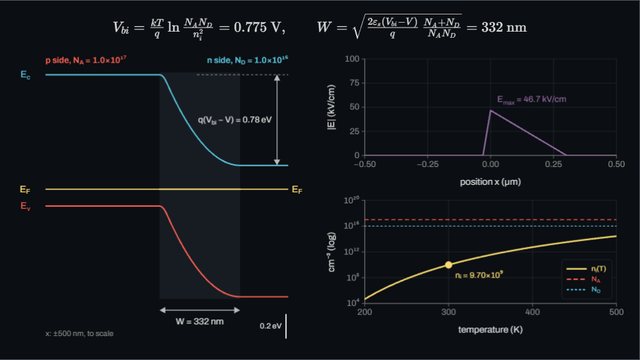 V_bi = kT/q ln N_A N_D/n_i² = 0.775 V, W = √(2ε_s(V_bi−V)/q N_A+N_D/N_A N_D) = 332 nm
p side, N_A = 1.0×10¹⁷
n side, N_D = 1.0×10¹⁶
E_c
q(V_bi − V) = 0.78 eV
E_F
E_F
E_v
W = 332 nm
0.2 eV
x: ±500 nm, to scale
|E| (kV/cm)
100
75
50
25
0
E_max = 46.7 kV/cm
−0.50
−0.25
0.00
0.25
0.50
position x (μm)
cm⁻³ (log)
10²⁰
10¹⁶
10¹²
10⁸
10⁴
n_i = 9.70×10⁹
n_i(T)
N_A
N_D
200
300
400
500
temperature (K)